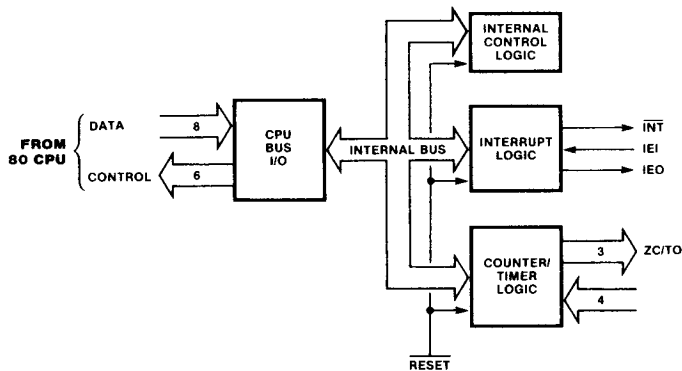 INTERNAL
CONTROL
LOGIC
FROM
80 CPU
DATA
8
CONTROL
6
CPU
BUS
I/O
INTERNAL BUS
INTERRUPT
LOGIC
INT
IEI
IEO
COUNTER/
TIMER
LOGIC
3
ZC/TO
4
RESET